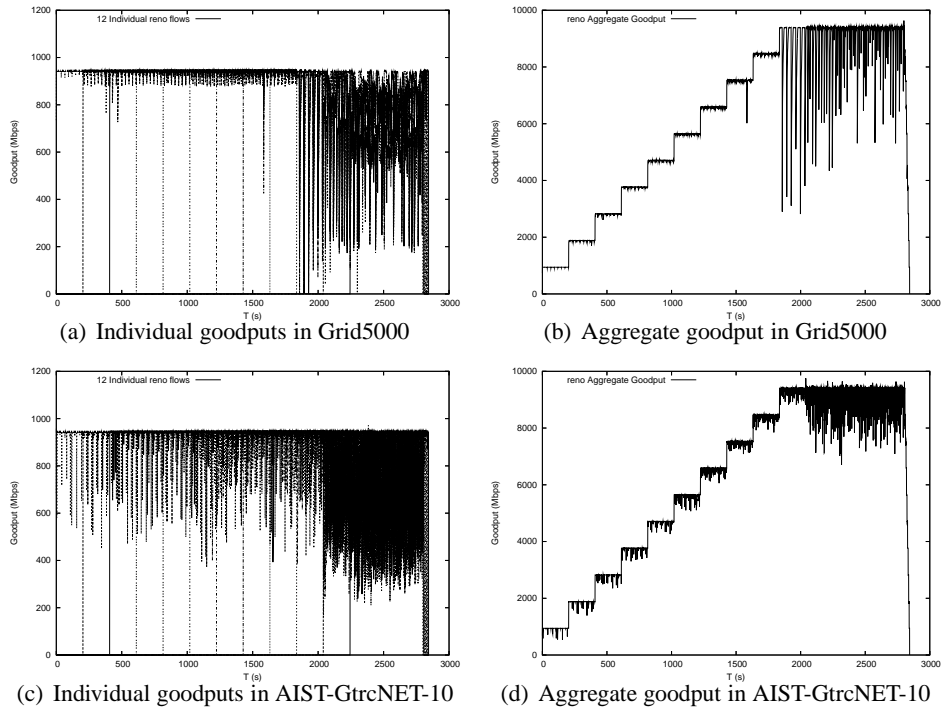 12 Individual reno flows
Goodput (Mbps)
1200
1000
800
600
400
200
0
0 500 1000 1500 2000 2500 3000
T (s)
(a) Individual goodputs in Grid5000
reno Aggregate Goodput
Goodput (Mbps)
10000
8000
6000
4000
2000
0
0 500 1000 1500 2000 2500 3000
T (s)
(b) Aggregate goodput in Grid5000
12 Individual reno flows
Goodput (Mbps)
1200
1000
800
600
400
200
0
0 500 1000 1500 2000 2500 3000
T (s)
(c) Individual goodputs in AIST-GtrcNET-10
reno Aggregate Goodput
Goodput (Mbps)
10000
8000
6000
4000
2000
0
0 500 1000 1500 2000 2500 3000
T (s)
(d) Aggregate goodput in AIST-GtrcNET-10